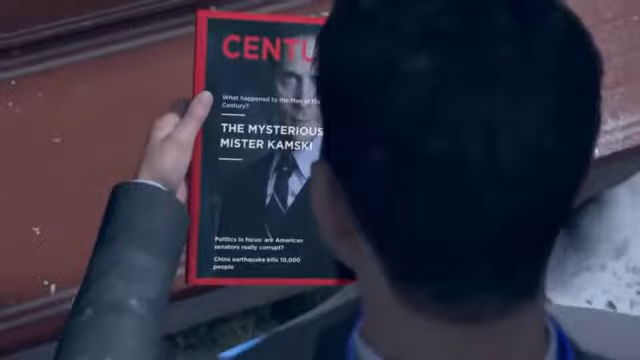 CENTU
What happened to the Man of
Century?
THE MYSTERIOUS
MISTER KAMSKI
Politics in focus: are American
senators really corrupt?
China earthquake kills 10,000
people